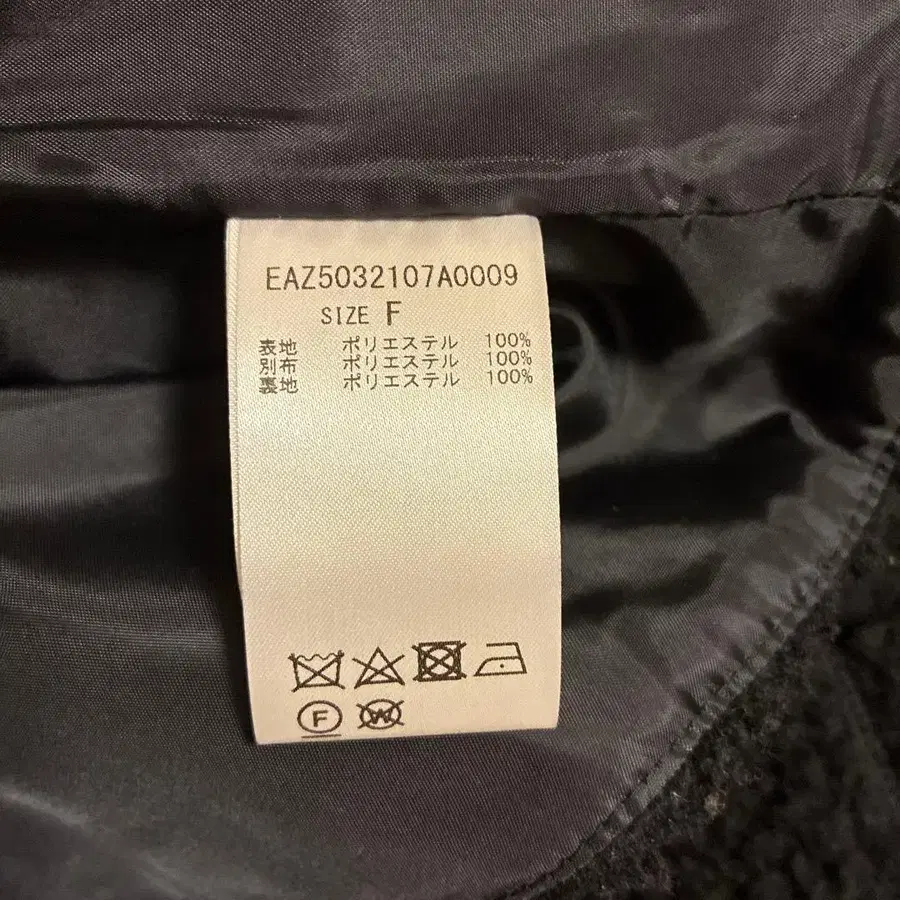 EAZ5032107A0009
SIZE F
表地 ポリエステル 100%
別布 ポリエステル 100%
裏地 ポリエステル 100%
F W